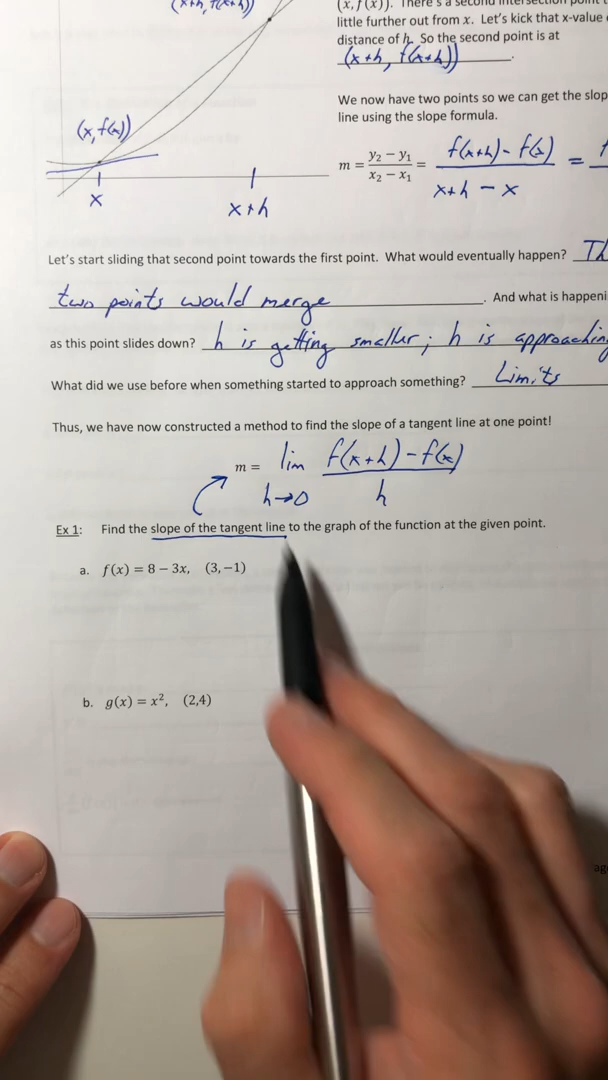 (x+h, f(x+h))
(x, f(x)). There's a second intersection point
little further out from x. Let's kick that x-value
distance of h. So the second point is at
(x+h, f(x+h)).
(x, f(x))
We now have two points so we can get the slop
line using the slope formula.
m = y₂ − y₁ / x₂ − x₁ = f(x+h) - f(x) / x+h - x =
x
x+h
Let's start sliding that second point towards the first point. What would eventually happen? Th
two points would merge. And what is happeni
as this point slides down? h is getting smaller; h is approaching
What did we use before when something started to approach something? Limits
Thus, we have now constructed a method to find the slope of a tangent line at one point!
m = lim h→0 f(x+h) - f(x) / h
Ex 1: Find the slope of the tangent line to the graph of the function at the given point.
a. f(x) = 8 − 3x, (3, −1)
b. g(x) = x², (2,4)